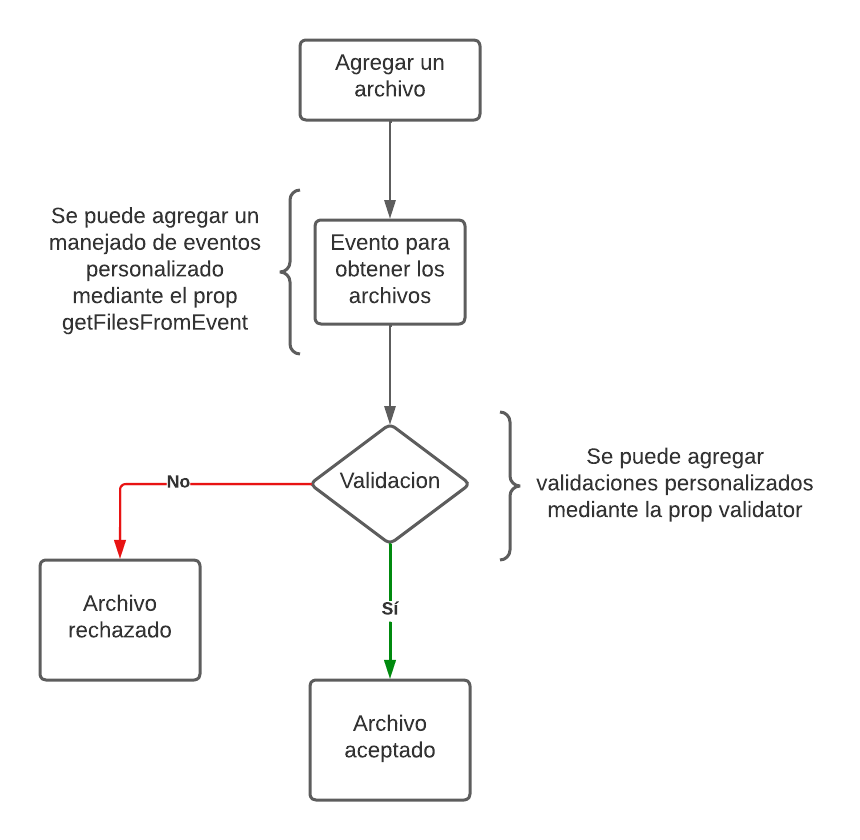 Agregar un
archivo
Se puede agregar un
manejado de eventos
personalizado
mediante el prop
getFilesFromEvent
Evento para
obtener los
archivos
Validacion
Se puede agregar
validaciones personalizados
mediante la prop validator
No
Archivo
rechazado
Sí
Archivo
aceptado